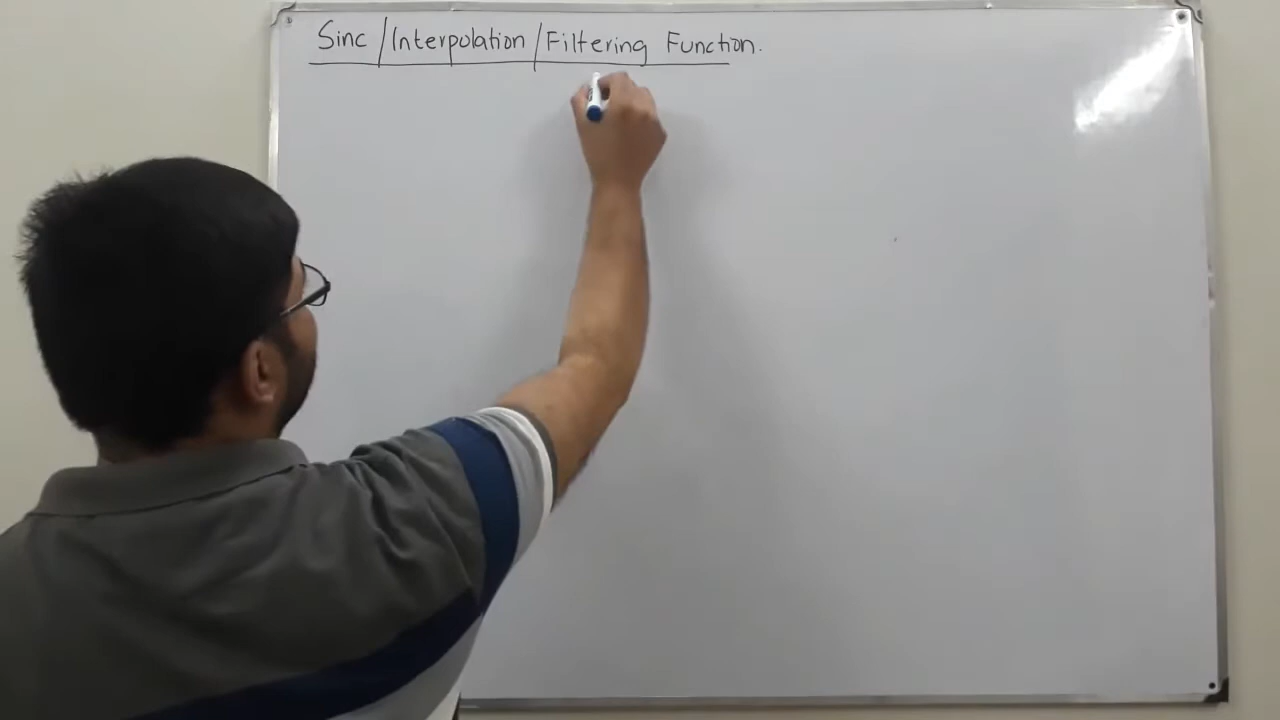 Sinc / Interpolation / Filtering Function.